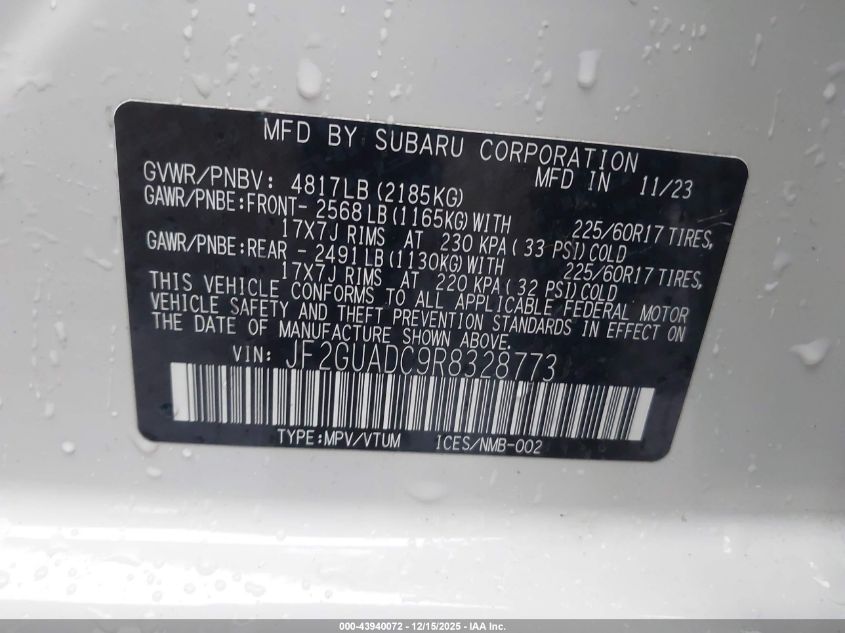 MFD BY SUBARU CORPORATION
GVWR/PNBV: 4817LB (2185KG) MFD IN 11/23
GAWR/PNBE:FRONT- 2568 LB (1165KG) WITH 225/60R17 TIRES,
17X7J RIMS AT 230 KPA ( 33 PSI) COLD
GAWR/PNBE:REAR - 2491 LB (1130KG) WITH 225/60R17 TIRES,
17X7J RIMS AT 220 KPA ( 32 PSI) COLD
THIS VEHICLE CONFORMS TO ALL APPLICABLE FEDERAL MOTOR
VEHICLE SAFETY AND THEFT PREVENTION STANDARDS IN EFFECT ON
THE DATE OF MANUFACTURE SHOWN ABOVE.
VIN: JF2GUADC9R8328773
TYPE:MPV/VTUM 1CES/NMB-002
000-43940072 - 12/15/2025 - IAA Inc.